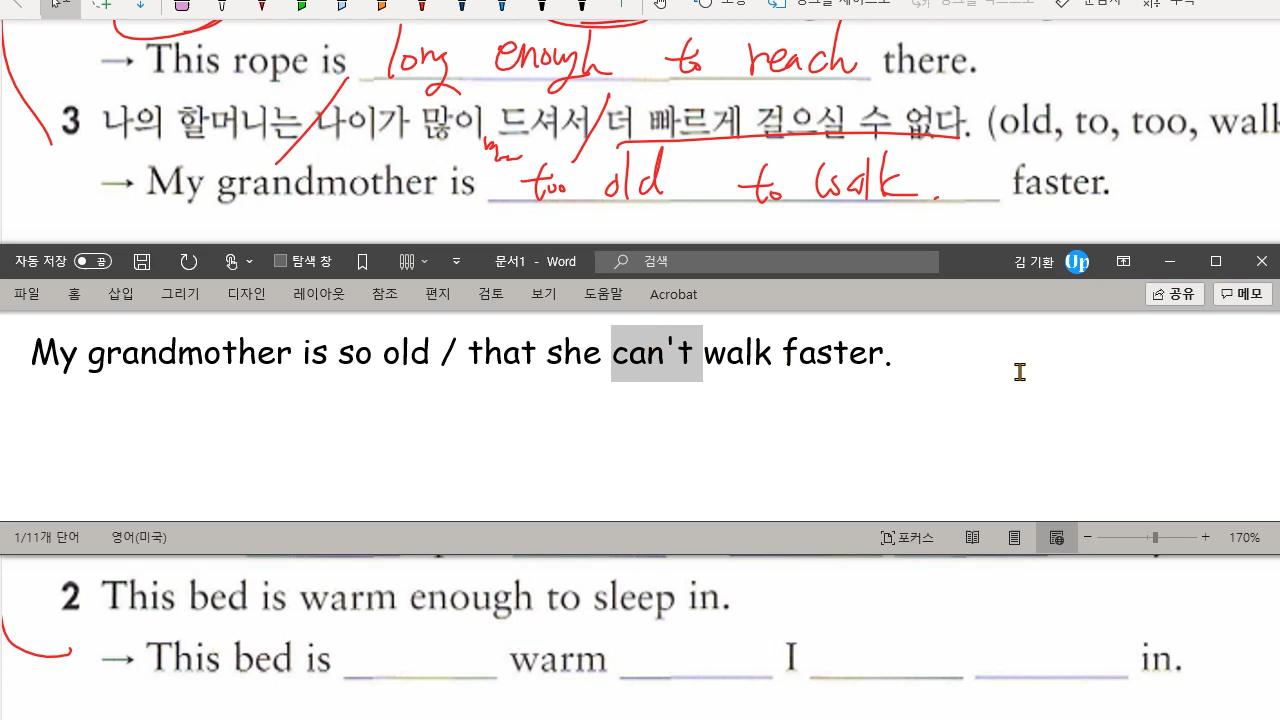 → This rope is long enough to reach there.
3 나의 할머니는 나이가 많이 드셔서 더 빠르게 걸으실 수 없다. (old, to, too, walk
→ My grandmother is too old to walk. faster.
자동 저장 끔 탐색 창 문서1 - Word 검색 김 기환 Up
파일 홈 삽입 그리기 디자인 레이아웃 참조 편지 검토 보기 도움말 Acrobat 공유 메모
My grandmother is so old / that she can't walk faster.
1/11개 단어 영어(미국) 포커스 170%
2 This bed is warm enough to sleep in.
→ This bed is warm I in.